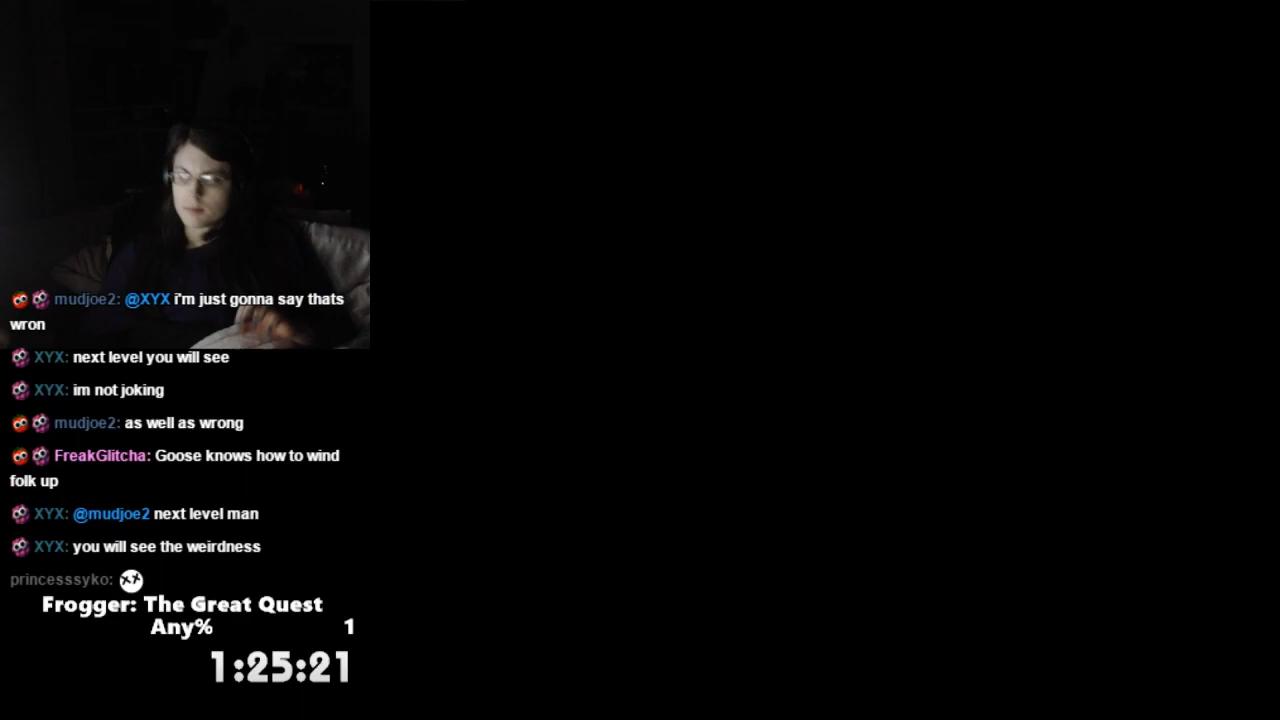 mudjoe2: @XYX i'm just gonna say thats
wron
XYX: next level you will see
XYX: im not joking
mudjoe2: as well as wrong
FreakGlitcha: Goose knows how to wind
folk up
XYX: @mudjoe2 next level man
XYX: you will see the weirdness
princesssyko:
Frogger: The Great Quest
Any% 1
1:25:21